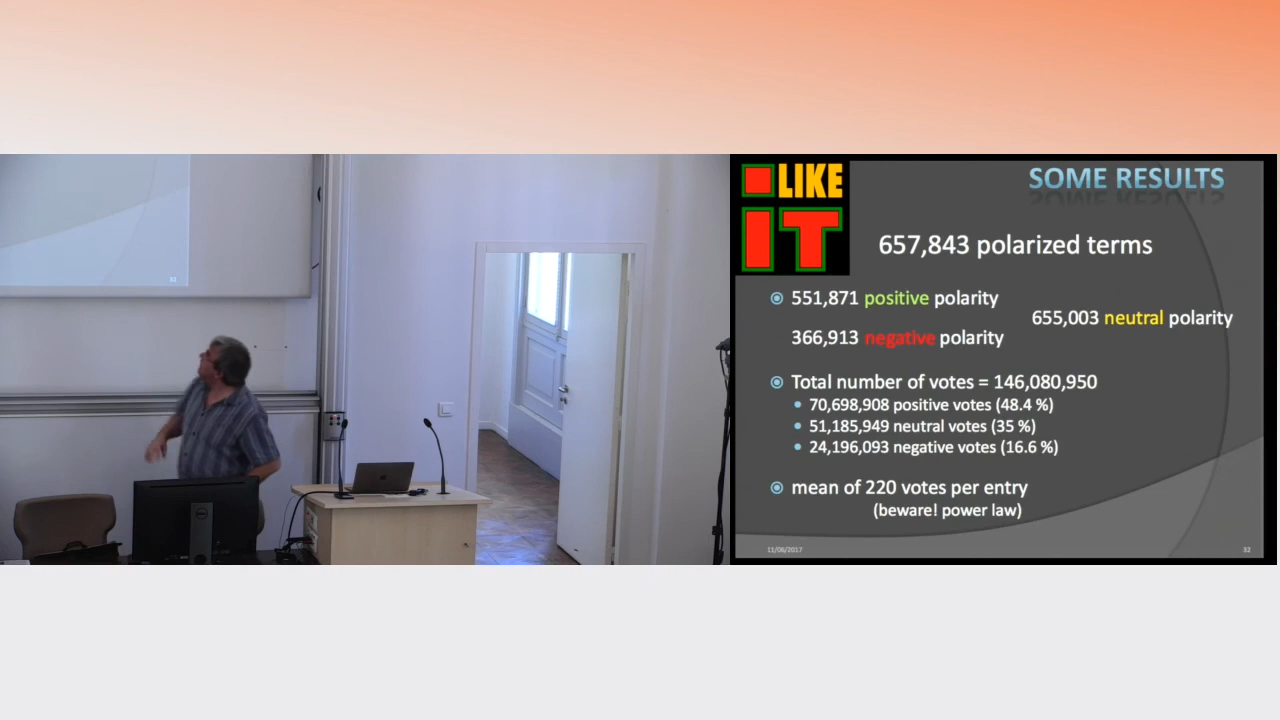 LIKE
IT
SOME RESULTS
657,843 polarized terms
551,871 positive polarity
655,003 neutral polarity
366,913 negative polarity
Total number of votes = 146,080,950
70,698,908 positive votes (48.4 %)
51,185,949 neutral votes (35 %)
24,196,093 negative votes (16.6 %)
mean of 220 votes per entry
(beware! power law)
11/06/2017
32
DELL